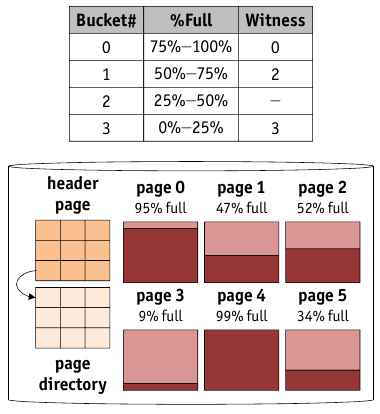 Bucket# %Full Witness
0 75%–100% 0
1 50%–75% 2
2 25%–50% –
3 0%–25% 3
header page
page 0 page 1 page 2
95% full 47% full 52% full
page 3 page 4 page 5
9% full 99% full 34% full
page
directory